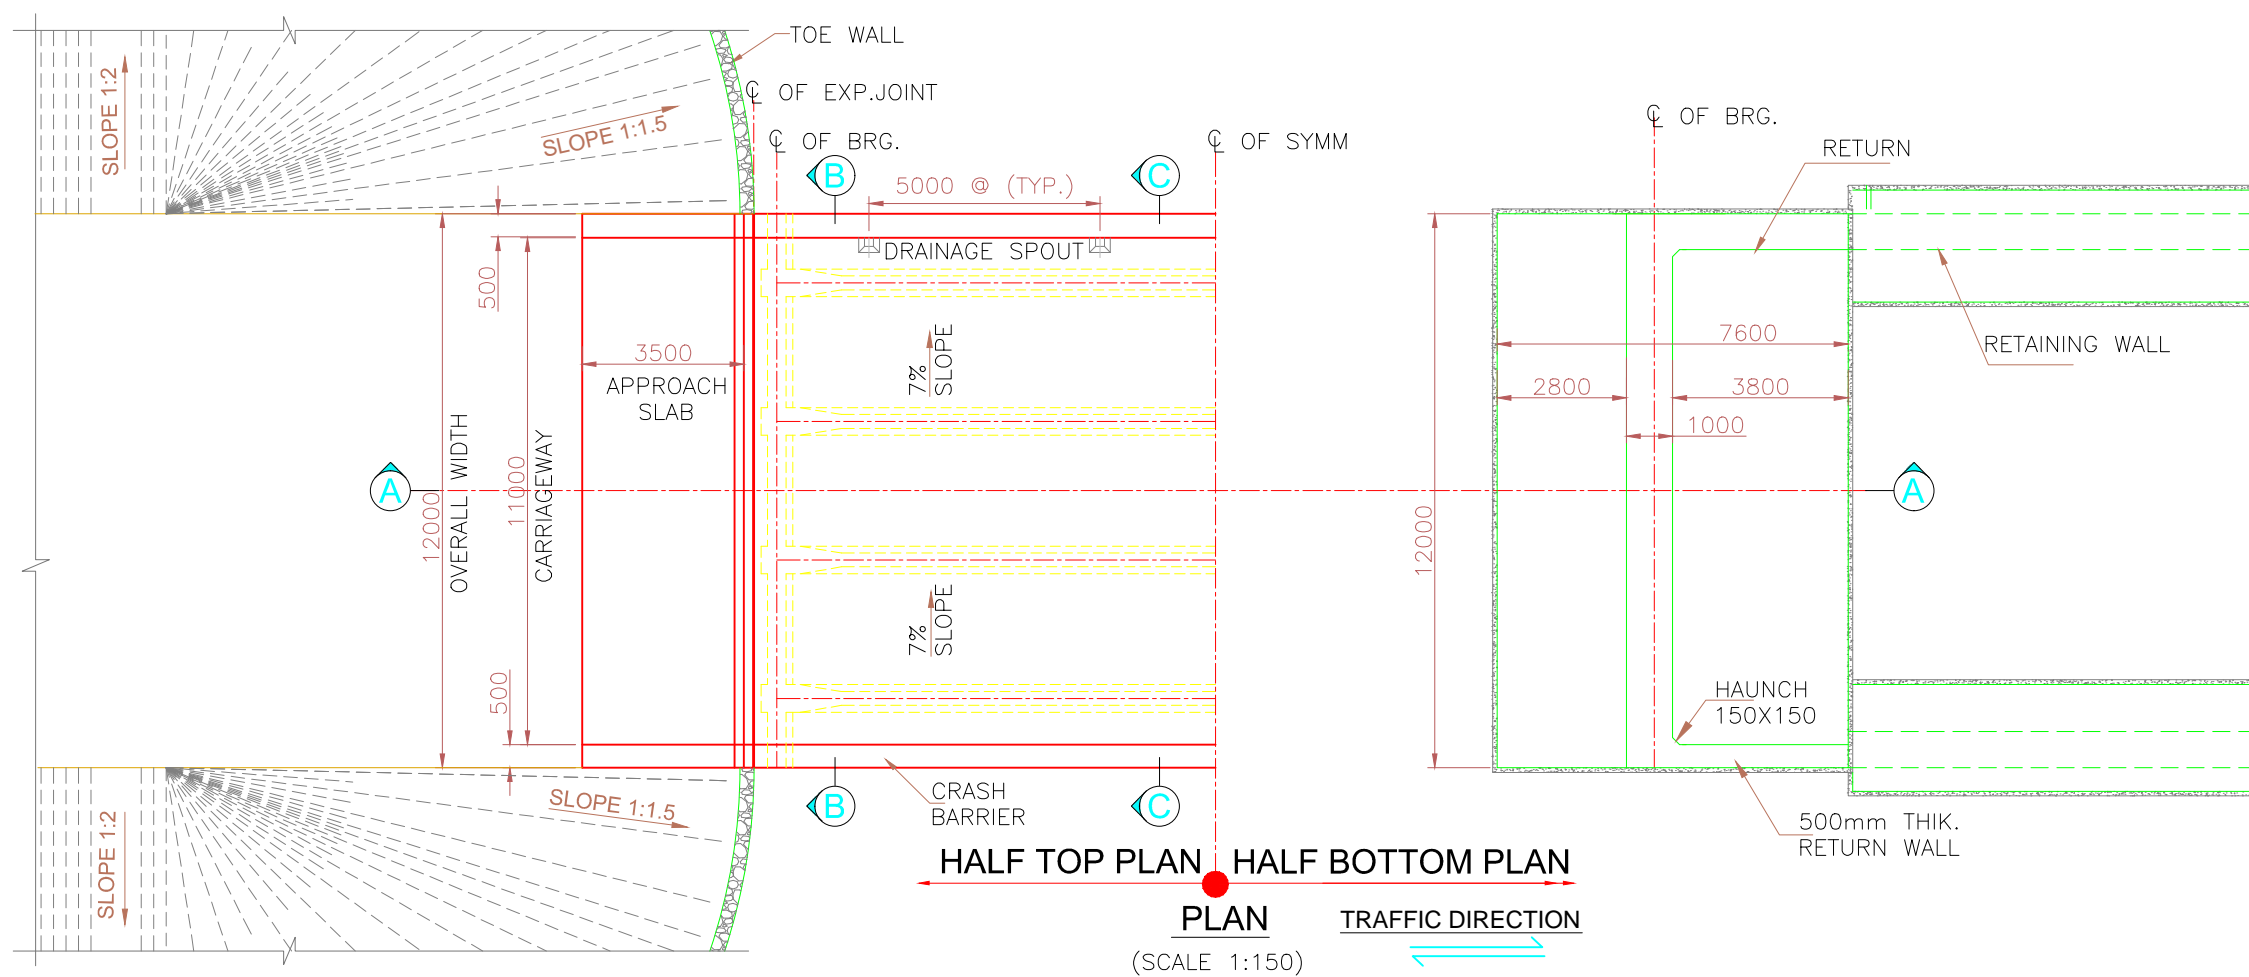 TOE WALL
℄ OF EXP.JOINT
℄ OF BRG.
℄ OF SYMM
℄ OF BRG.
RETURN
SLOPE 1:2
SLOPE 1:1.5
B
C
5000 @ (TYP.)
DRAINAGE SPOUT
500
3500
APPROACH
SLAB
7%
SLOPE
7600
RETAINING WALL
2800
3800
1000
A
12000
OVERALL WIDTH
11000
CARRIAGEWAY
12000
A
7%
SLOPE
500
HAUNCH
150X150
SLOPE 1:2
SLOPE 1:1.5
B
C
CRASH
BARRIER
500mm THIK.
RETURN WALL
HALF TOP PLAN
HALF BOTTOM PLAN
PLAN
(SCALE 1:150)
TRAFFIC DIRECTION